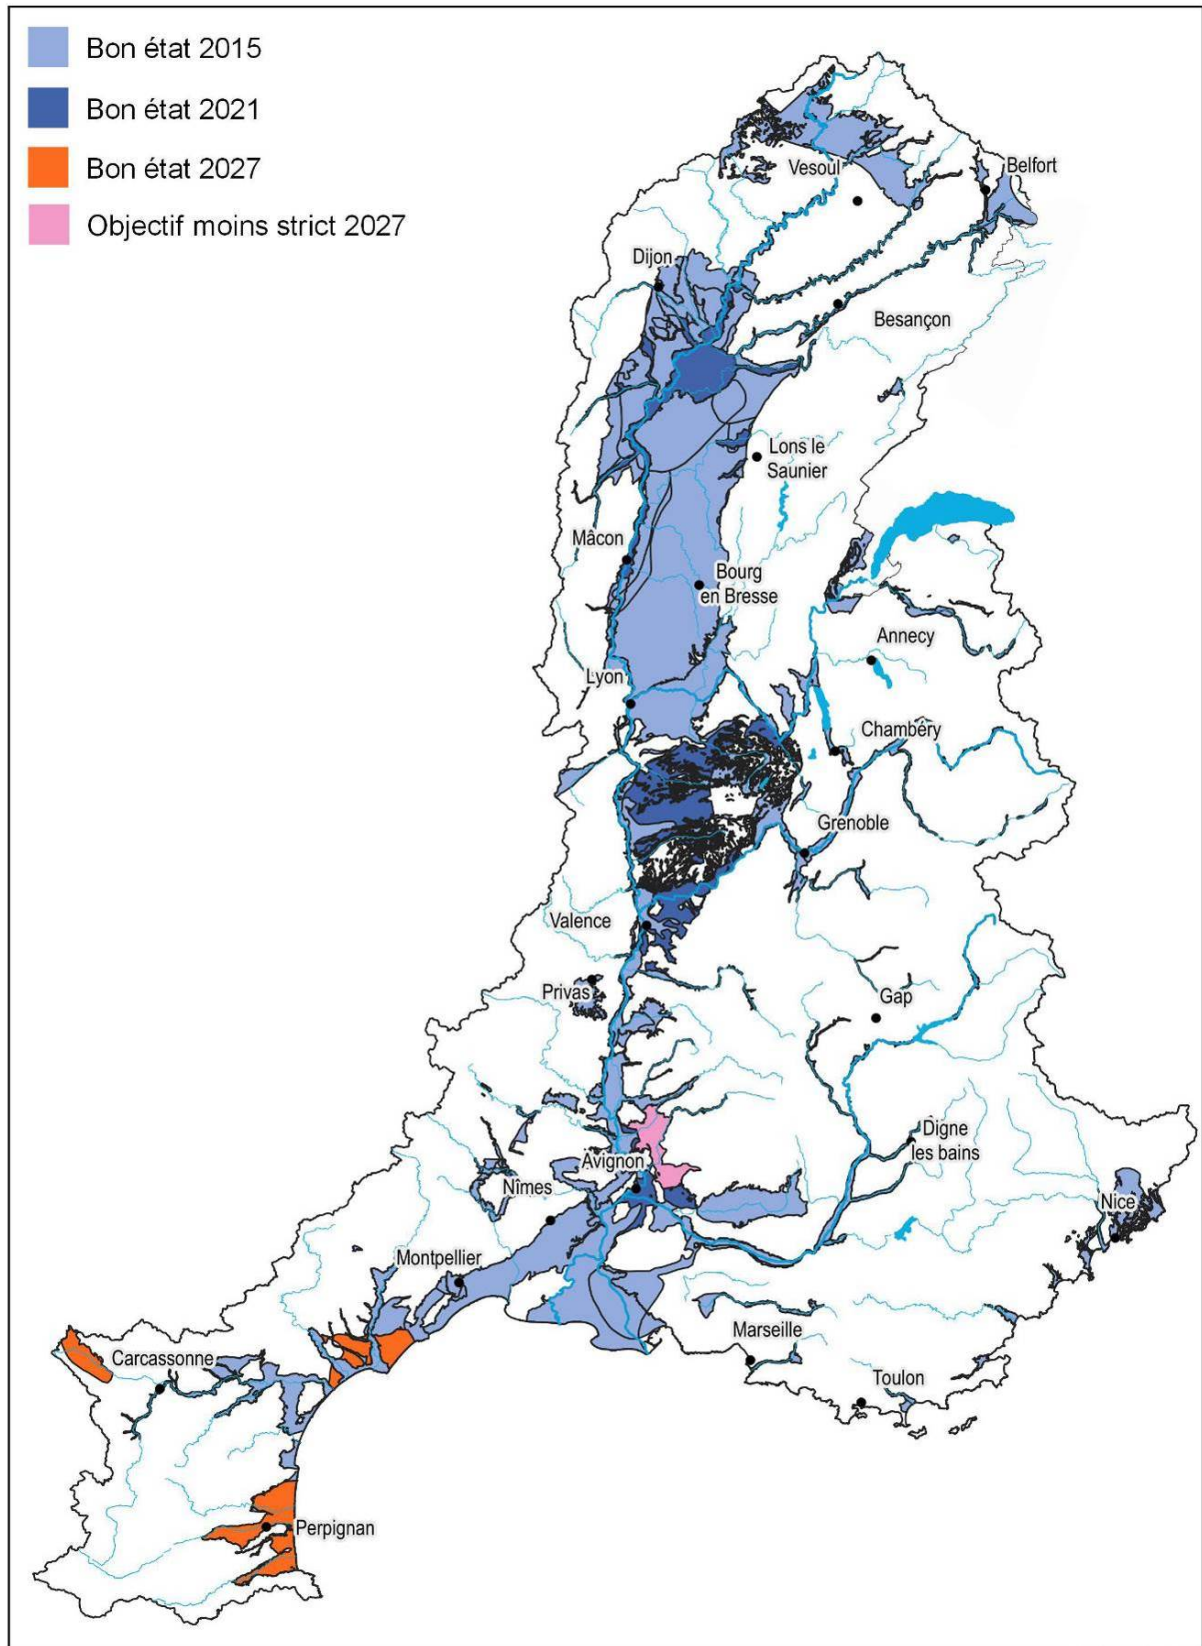 Bon état 2015
Bon état 2021
Bon état 2027
Objectif moins strict 2027
Vesoul
Belfort
Dijon
Besançon
Lons le
Saunier
Mâcon
Bourg
en Bresse
Annecy
Lyon
Chambéry
Grenoble
Valence
Privas
Gap
Digne
les bains
Avignon
Nîmes
Nice
Montpellier
Marseille
Carcassonne
Toulon
Perpignan